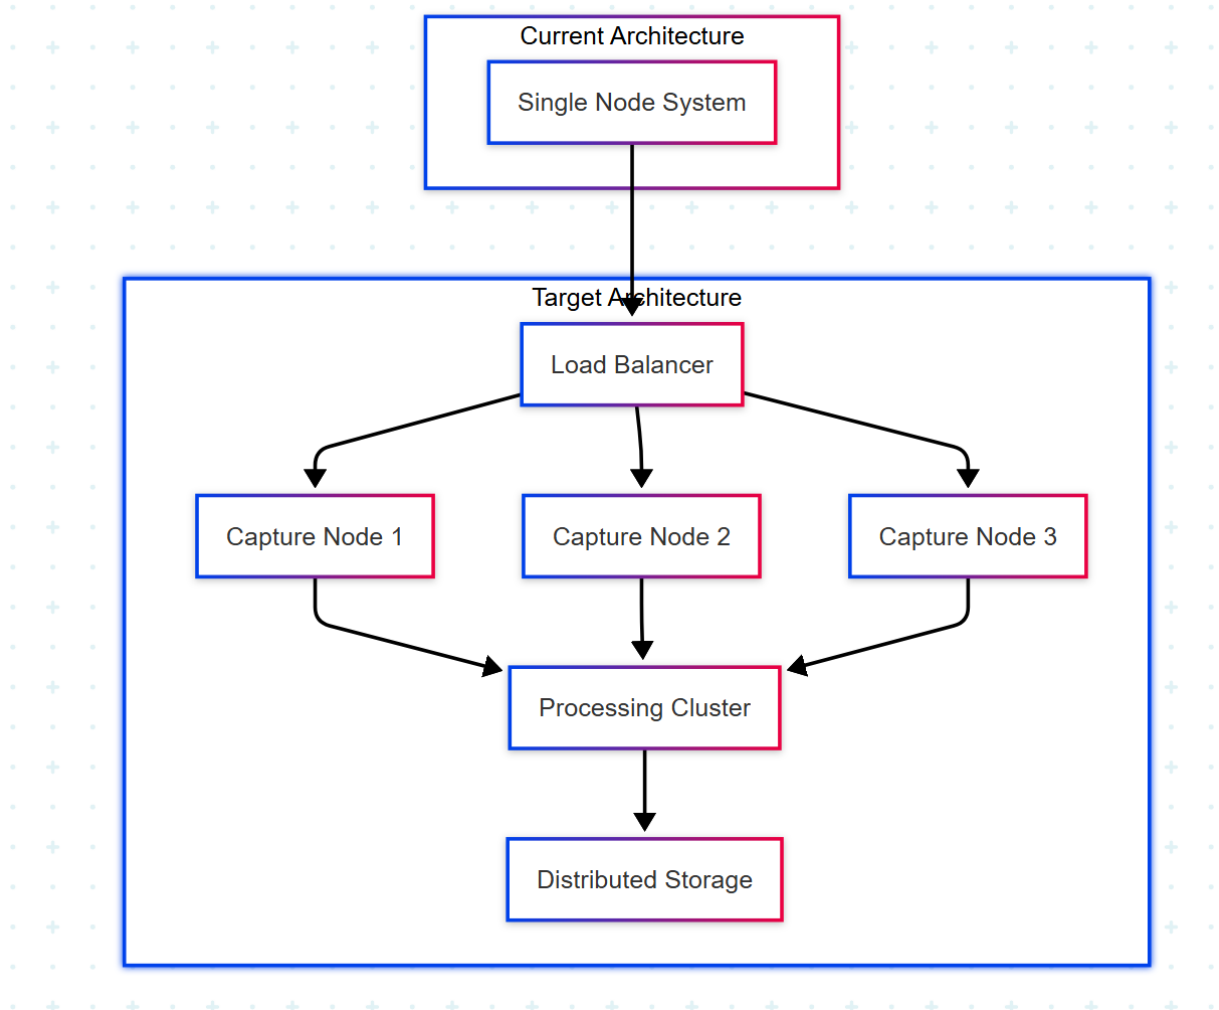 Current Architecture
Single Node System
Target Architecture
Load Balancer
Capture Node 1
Capture Node 2
Capture Node 3
Processing Cluster
Distributed Storage